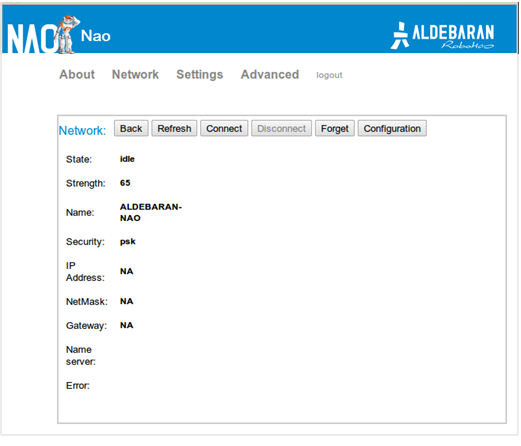 NAO Nao ALDEBARAN
Robotics
About Network Settings Advanced logout
Network: Back Refresh Connect Disconnect Forget Configuration
State: idle
Strength: 65
Name: ALDEBARAN-
NAO
Security: psk
IP
Address: NA
NetMask: NA
Gateway: NA
Name
server:
Error: